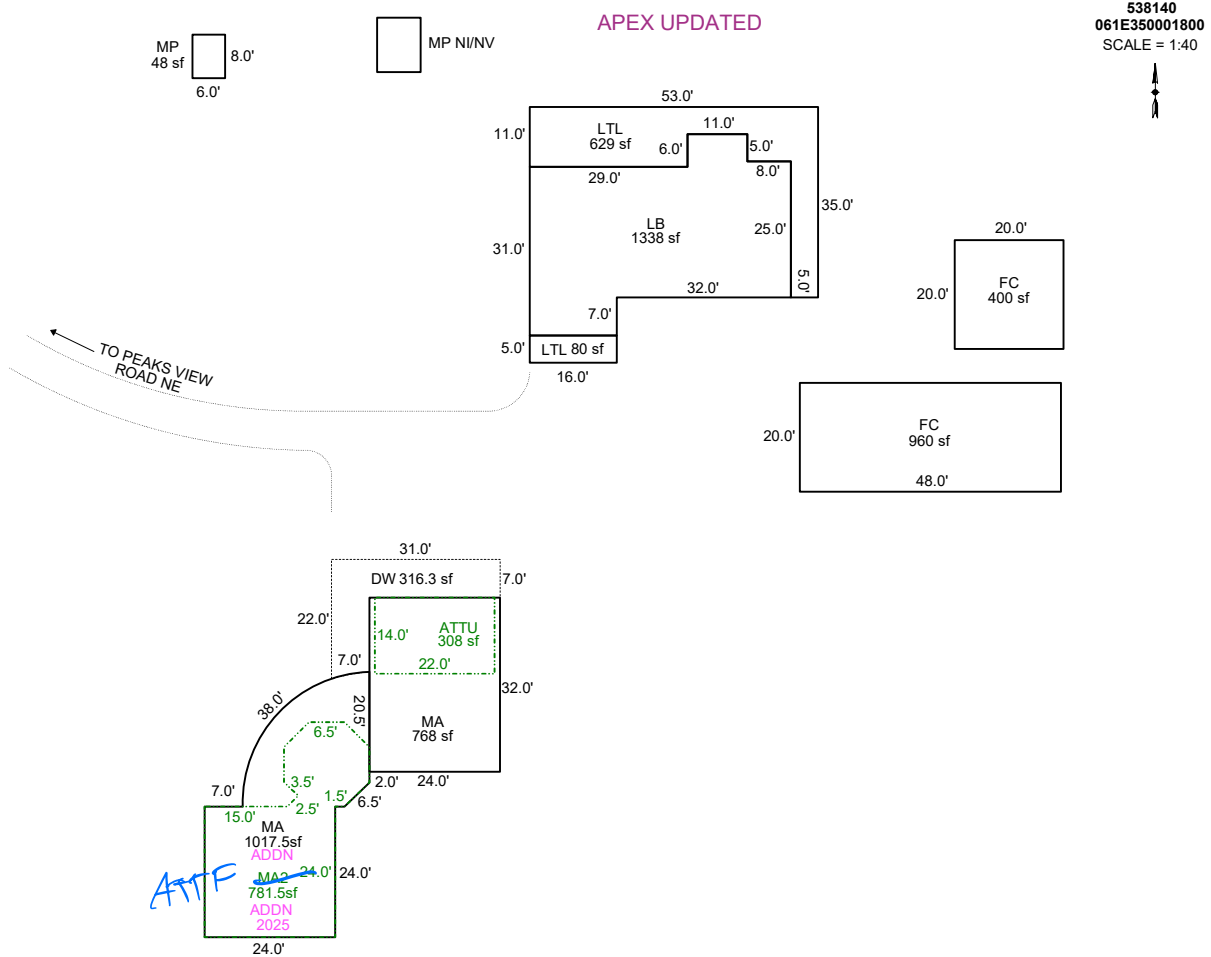 APEX UPDATED
538140
061E350001800
SCALE = 1:40
MP
48 sf
8.0'
6.0'
MP NI/NV
53.0'
11.0'
LTL
629 sf
11.0'
6.0'
5.0'
29.0'
8.0'
35.0'
LB
1338 sf
25.0'
31.0'
5.0'
32.0'
7.0'
5.0'
LTL 80 sf
16.0'
20.0'
20.0'
FC
400 sf
20.0'
FC
960 sf
48.0'
TO PEAKS VIEW
ROAD NE
31.0'
DW 316.3 sf
7.0'
22.0'
14.0'
ATTU
308 sf
22.0'
7.0'
38.0'
20.5'
32.0'
MA
768 sf
6.5'
3.5'
2.0'
24.0'
7.0'
1.5'
6.5'
2.5'
15.0'
MA
1017.5sf
ADDN
ATTF
MA2
24.0'
24.0'
781.5sf
ADDN
2025
24.0'